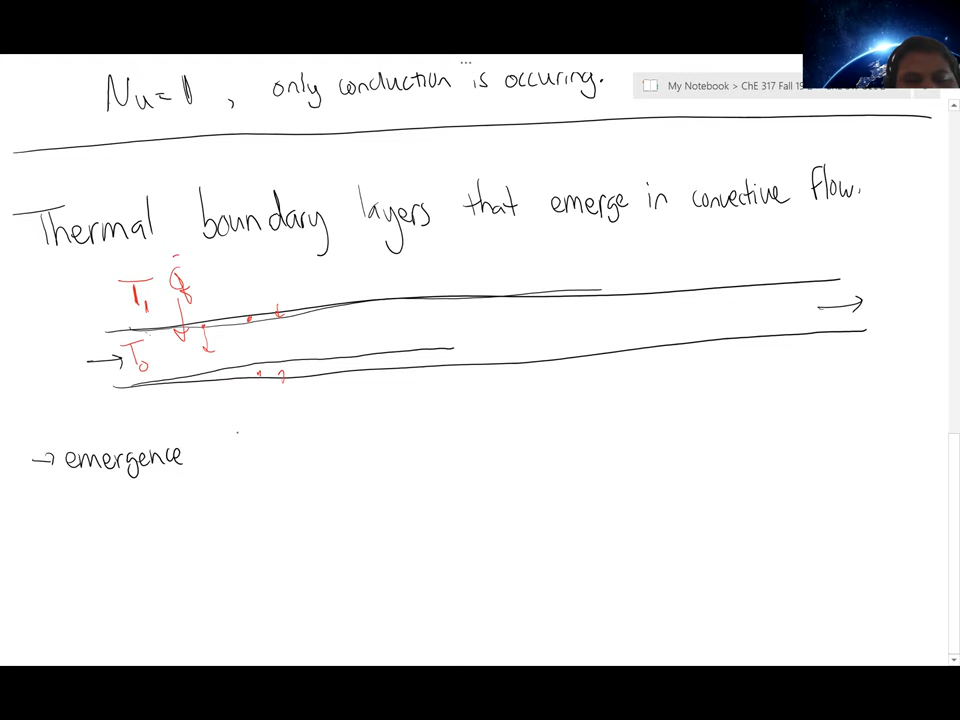 Nu=1, only conduction is occuring.
My Notebook > ChE 317 Fall 19
Thermal boundary layers that emerge in convective flow.
T₁ q̇
T₀
→ emergence